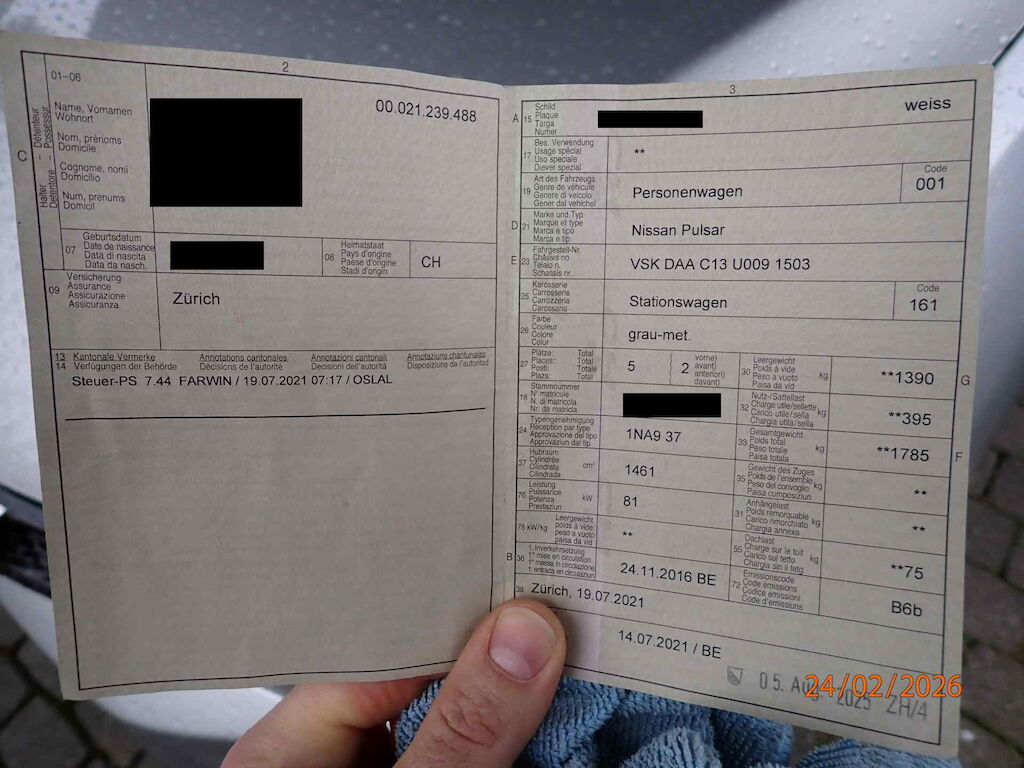 2
01-06
Halter - Détenteur
Detentore - Possessur
C
Name, Vornamen
Wohnort
Nom, prénoms
Domicile
Cognome, nomi
Domicilio
Num, prenums
Domicil
00.021.239.488
07
Geburtsdatum
Date de naissance
Data di nascita
Data da nasch.
08
Heimatstaat
Pays d'origine
Paese d'origine
Stadi d'origin
CH
09
Versicherung
Assurance
Assicurazione
Assicuranza
Zürich
13 Kantonale Vermerke Annotations cantonales Annotazioni cantonali Annotaziuns chantunalas
14 Verfügungen der Behörde Décisions de l'autorité Decisioni dell'autorità Disposiziuns da l'autoritad
Steuer-PS 7.44 FARWIN / 19.07.2021 07:17 / OSLAL
3
A 15
Schild
Plaque
Targa
Numer
weiss
17
Bes. Verwendung
Usage spécial
Uso speciale
Diever spezial
**
19
Art des Fahrzeugs
Genre de véhicule
Genere di veicolo
Gener dal vehichel
Personenwagen
Code
001
D 21
Marke und Typ
Marque et type
Marca e tipo
Marca e tip
Nissan Pulsar
E 23
Fahrgestell-Nr.
Châssis no
Telaio n.
Schassis nr.
VSK DAA C13 U009 1503
25
Karosserie
Carrosserie
Carrozzeria
Carossaria
Stationswagen
Code
161
26
Farbe
Couleur
Colore
Colur
grau-met.
27
Plätze: Total
Places: Total
Posti: Totale
Plazs: Total
5
2
vorne)
avant)
anteriori)
davant)
30
Leergewicht
Poids à vide
Peso a vuoto
Paisa da vid
kg
**1390
G
18
Stammnummer
N° matricule
N. di matricola
Nr. da matricla
32
Nutz-/Sattellast
Charge utile/sellette
Carico utile/sella
Chargia utila/sella
kg
**395
24
Typengenehmigung
Réception par type
Approvazione del tipo
Approvaziun dal tip
1NA9 37
33
Gesamtgewicht
Poids total
Peso totale
Paisa totala
kg
**1785
F
37
Hubraum
Cylindrée
Cilindrata
Cilindrada
cm³
1461
35
Gewicht des Zuges
Poids de l'ensemble
Peso del convoglio
Paisa cumposiziun
kg
**
76
Leistung
Puissance
Potenza
Prestaziun
kW
81
31
Anhängelast
Poids remorquable
Carico rimorchiato
Chargia annexa
kg
**
78 kW/kg
Leergewicht
poids à vide
peso a vuoto
paisa da vid
**
55
Dachlast
Charge sur le toit
Carico sul tetto
Chargia sin il tetg
kg
**75
B 36
1. Inverkehrsetzung
1re mise en circulation
1a messa in circolazione
1. entrada en circulaziun
24.11.2016 BE
72
Emissionscode
Code émissions
Codice emissioni
Code d'emissiuns
B6b
38 Zürich, 19.07.2021
14.07.2021 / BE
05. Aug. 2025 ZH/4
24/02/2026